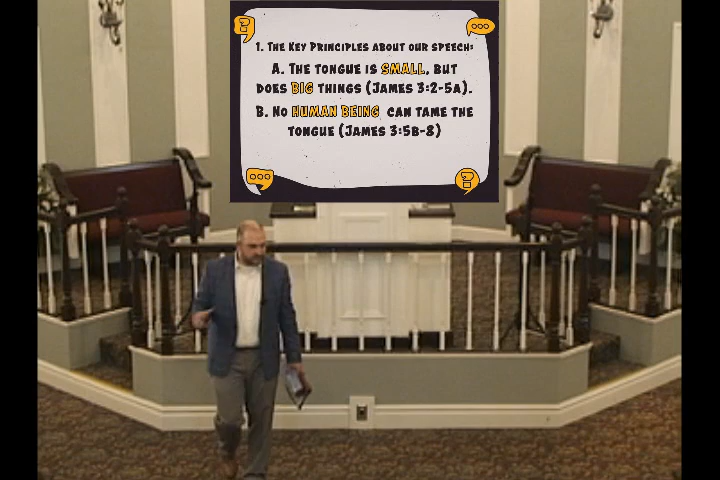 1. The Key Principles about our speech:
A. The tongue is small, but
does big things (James 3:2-5a).
B. No human being can tame the
tongue (James 3:5b-8)